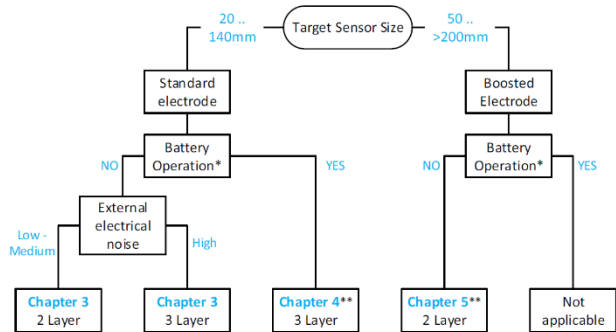 20 ..
140mm
Target Sensor Size
50 ..
>200mm
Standard
electrode
Boosted
Electrode
Battery
Operation*
Battery
Operation*
NO
YES
NO
YES
External
electrical
noise
Low -
Medium
High
Chapter 3
2 Layer
Chapter 3
3 Layer
Chapter 4**
3 Layer
Chapter 5**
2 Layer
Not
applicable